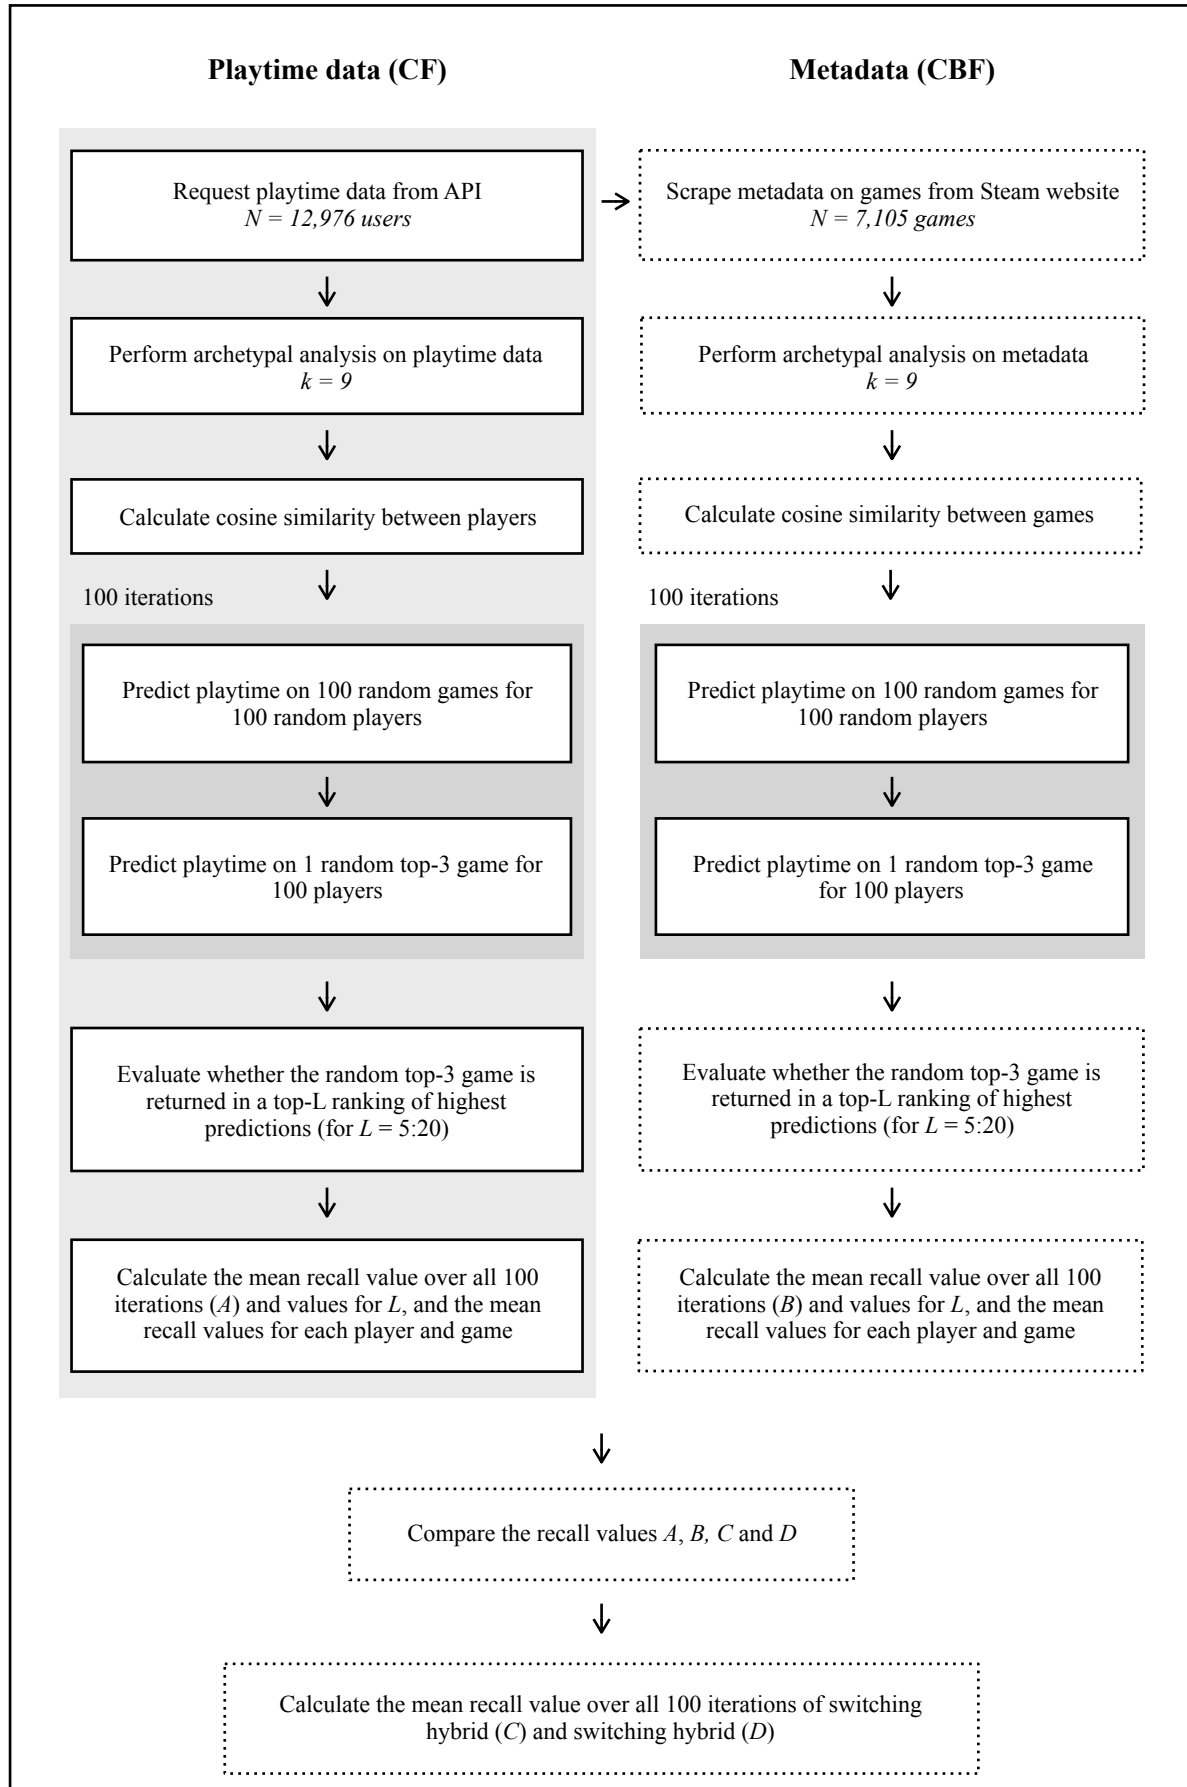 Playtime data (CF)
Metadata (CBF)
Request playtime data from API
N = 12,976 users
Scrape metadata on games from Steam website
N = 7,105 games
Perform archetypal analysis on playtime data
k = 9
Perform archetypal analysis on metadata
k = 9
Calculate cosine similarity between players
Calculate cosine similarity between games
100 iterations
100 iterations
Predict playtime on 100 random games for
100 random players
Predict playtime on 100 random games for
100 random players
Predict playtime on 1 random top-3 game for
100 players
Predict playtime on 1 random top-3 game
for 100 players
Evaluate whether the random top-3 game is
returned in a top-L ranking of highest
predictions (for L = 5:20)
Evaluate whether the random top-3 game is
returned in a top-L ranking of highest
predictions (for L = 5:20)
Calculate the mean recall value over all 100
iterations (A) and values for L, and the mean
recall values for each player and game
Calculate the mean recall value over all 100
iterations (B) and values for L, and the mean
recall values for each player and game
Compare the recall values A, B, C and D
Calculate the mean recall value over all 100 iterations of switching
hybrid (C) and switching hybrid (D)